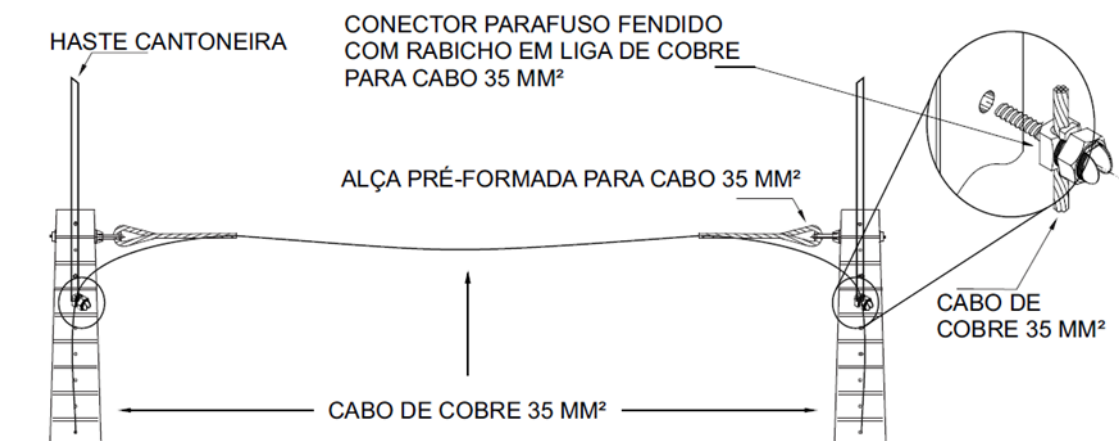 HASTE CANTONEIRA
CONECTOR PARAFUSO FENDIDO
COM RABICHO EM LIGA DE COBRE
PARA CABO 35 MM²
ALÇA PRÉ-FORMADA PARA CABO 35 MM²
CABO DE
COBRE 35 MM²
CABO DE COBRE 35 MM²